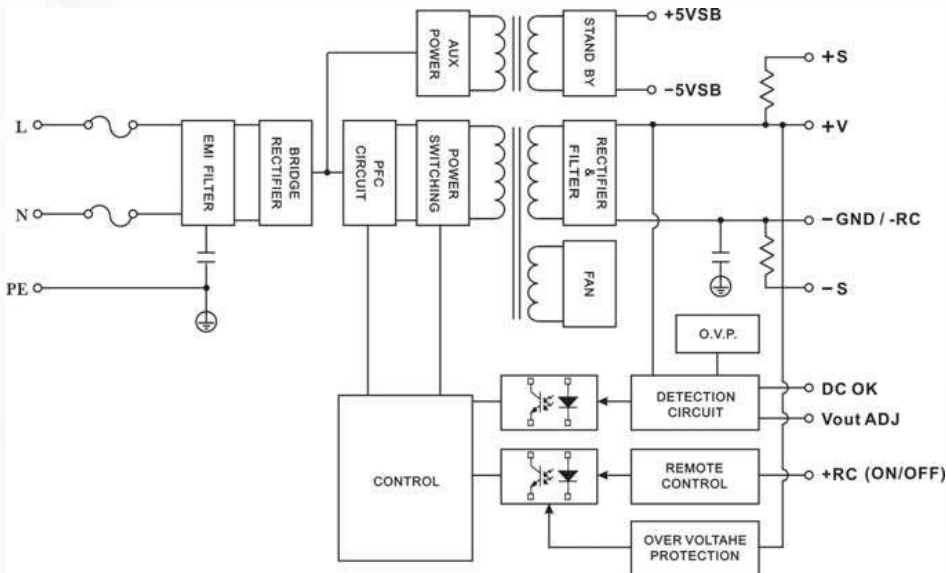 +5VSB
AUX
POWER
STAND BY
-5VSB
+S
L
EMI FILTER
BRIDGE
RECTIFIER
PFC
CIRCUIT
POWER
SWITCHING
RECTIFIER
&
FILTER
+V
N
-GND / -RC
PE
FAN
-S
O.V.P.
CONTROL
DETECTION
CIRCUIT
DC OK
Vout ADJ
REMOTE
CONTROL
+RC (ON/OFF)
OVER VOLTAHE
PROTECTION